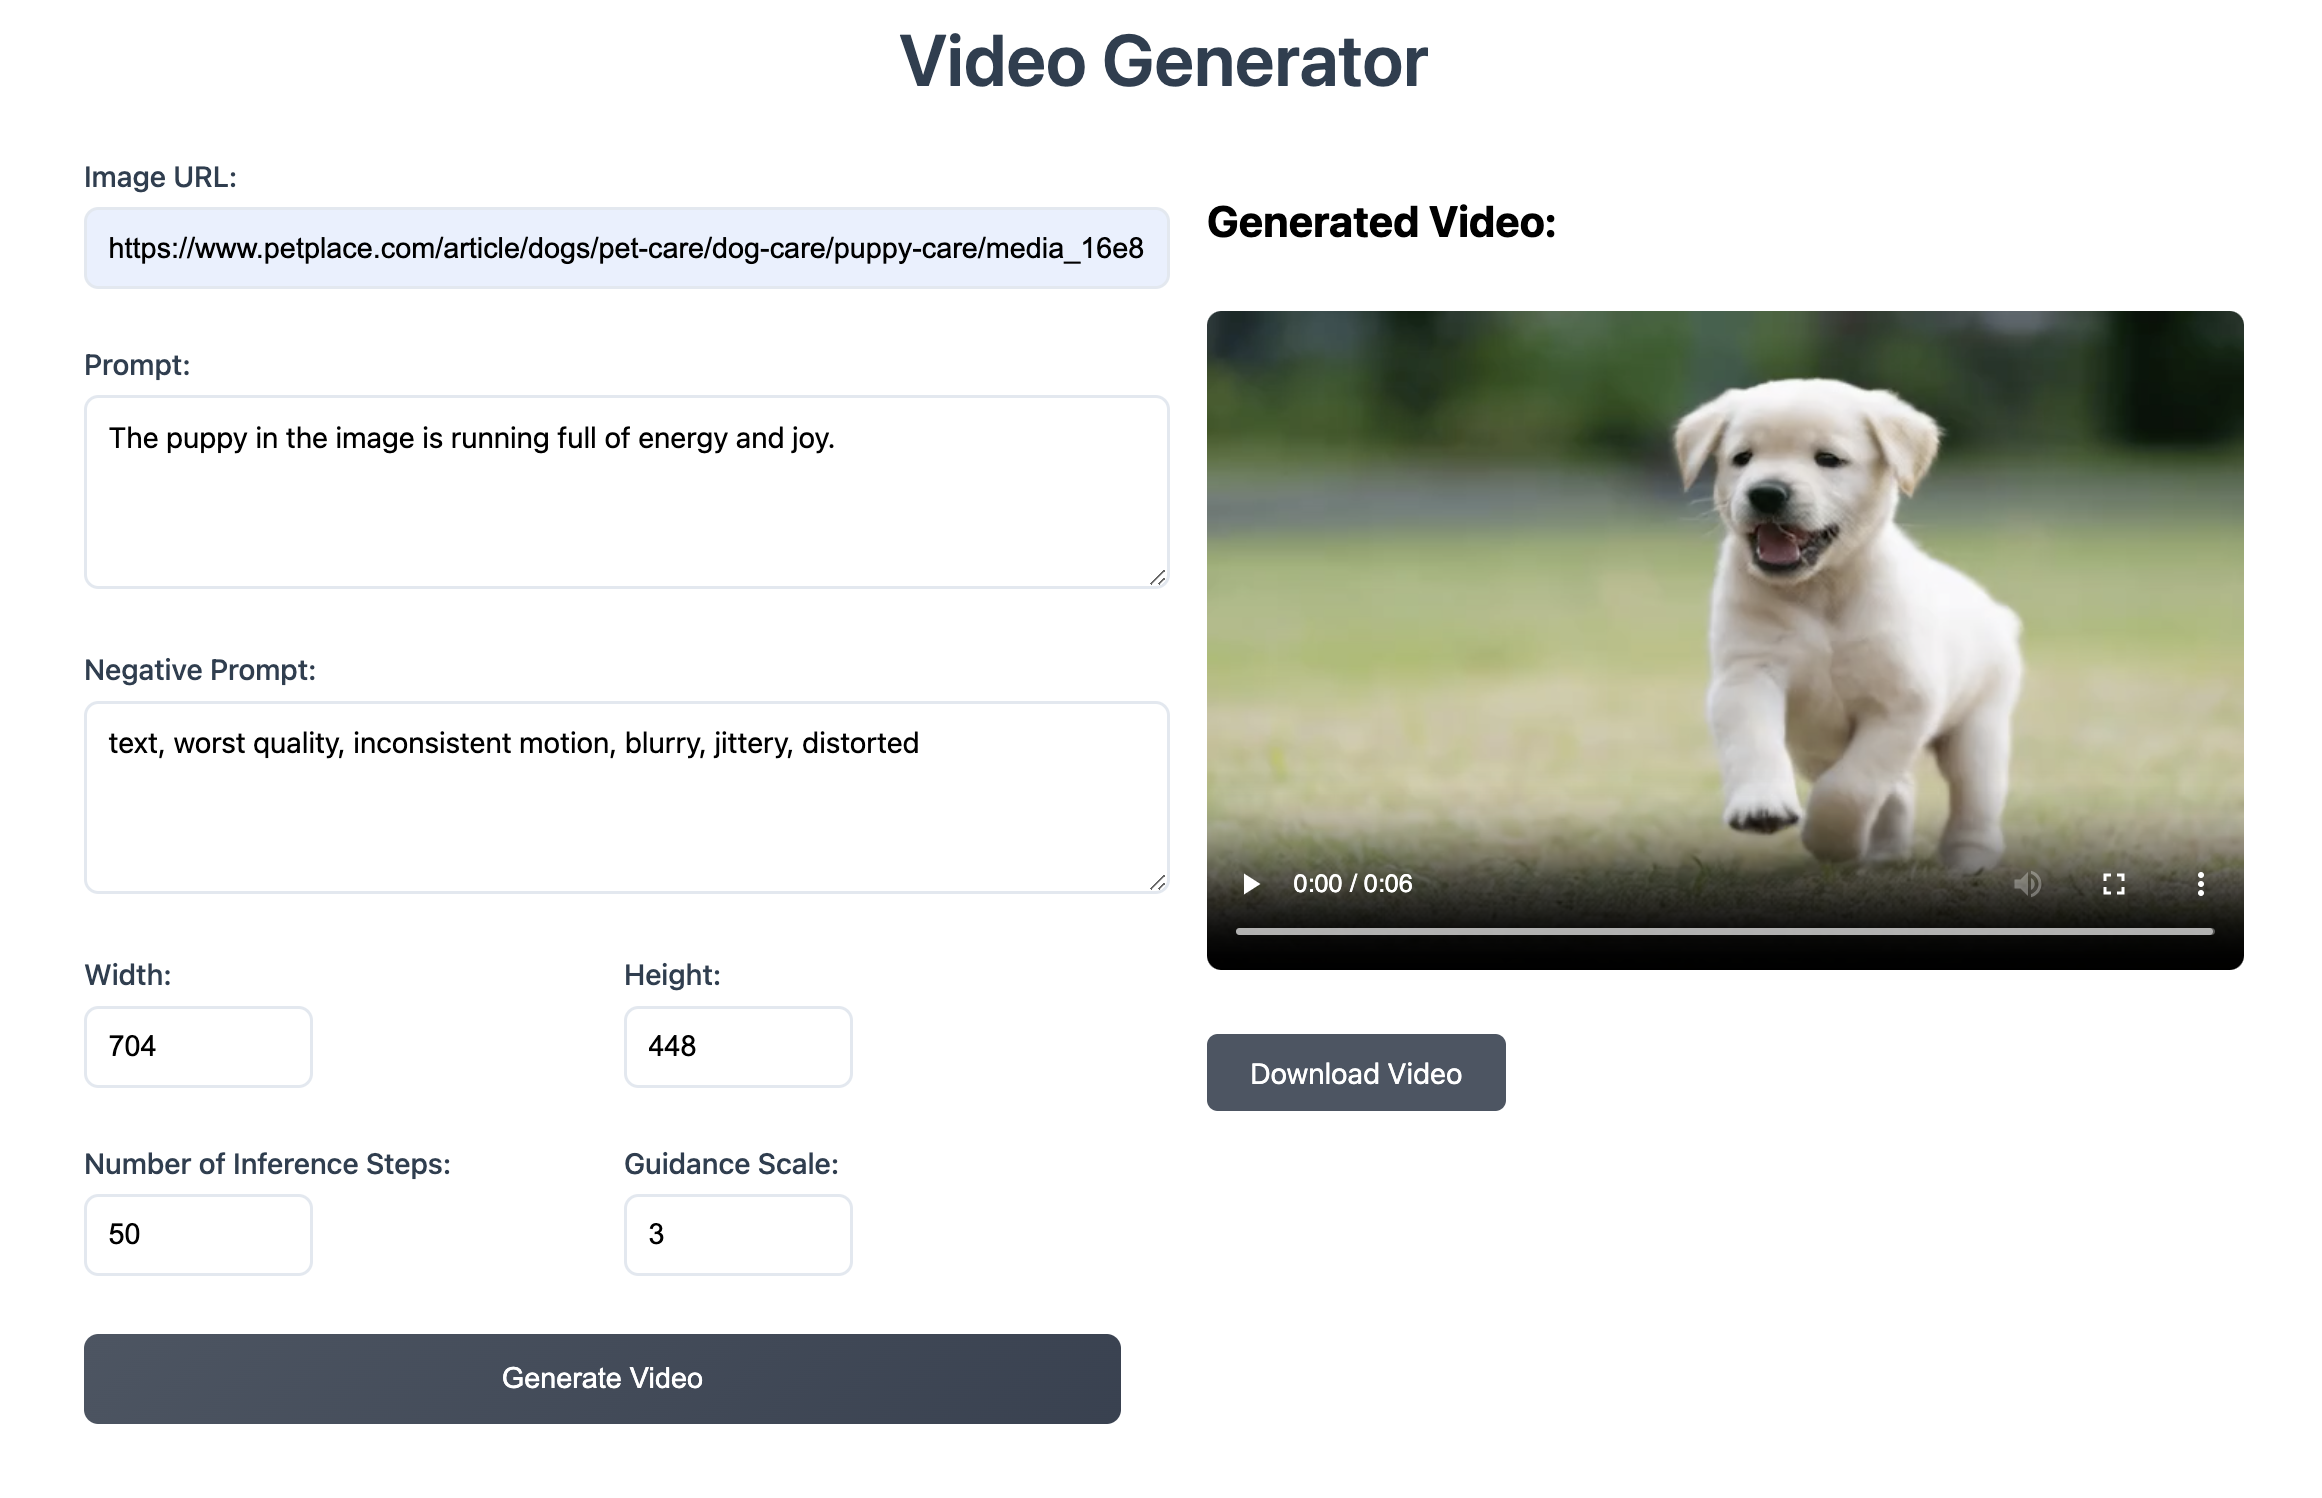 Video Generator
Image URL:
https://www.petplace.com/article/dogs/pet-care/dog-care/puppy-care/media_16e8
Prompt:
The puppy in the image is running full of energy and joy.
Negative Prompt:
text, worst quality, inconsistent motion, blurry, jittery, distorted
Width:
Height:
704
448
Number of Inference Steps:
Guidance Scale:
50
3
Generate Video
Generated Video:
0:00 / 0:06
Download Video